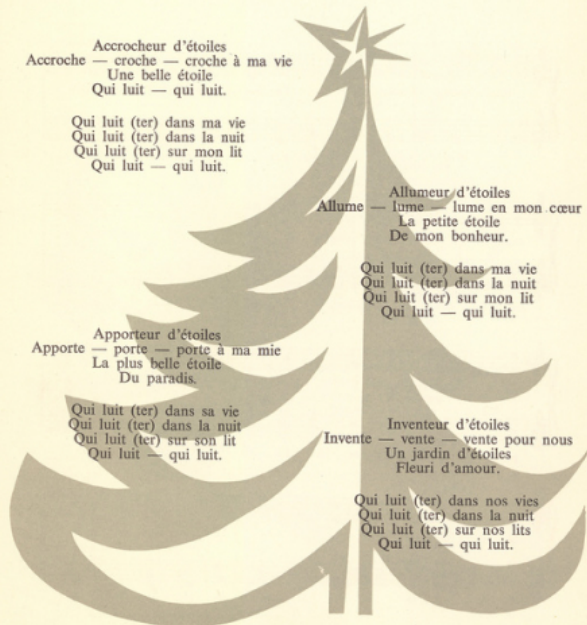 Accrocheur d'étoiles
Accroche — croche — croche à ma vie
Une belle étoile
Qui luit — qui luit.
Qui luit (ter) dans ma vie
Qui luit (ter) dans la nuit
Qui luit (ter) sur mon lit
Qui luit — qui luit.
Allumeur d'étoiles
Allume — lume — lume en mon cœur
La petite étoile
De mon bonheur.
Qui luit (ter) dans ma vie
Qui luit (ter) dans la nuit
Qui luit (ter) sur mon lit
Qui luit — qui luit.
Apporteur d'étoiles
Apporte — porte — porte à ma mie
La plus belle étoile
Du paradis.
Qui luit (ter) dans sa vie
Qui luit (ter) dans la nuit
Qui luit (ter) sur son lit
Qui luit — qui luit.
Inventeur d'étoiles
Invente — vente — vente pour nous
Un jardin d'étoiles
Fleuri d'amour.
Qui luit (ter) dans nos vies
Qui luit (ter) dans la nuit
Qui luit (ter) sur nos lits
Qui luit — qui luit.